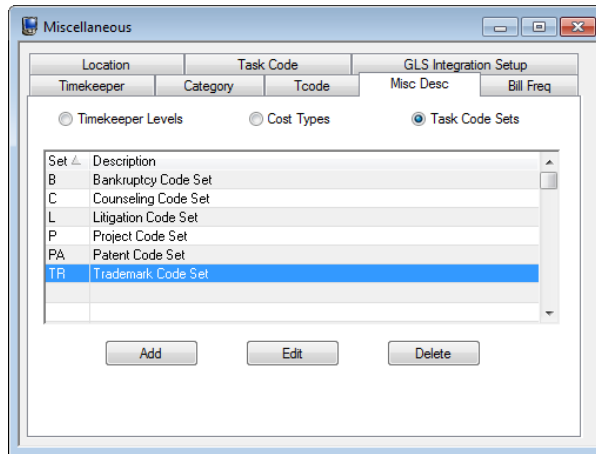 Miscellaneous
Location Task Code GLS Integration Setup
Timekeeper Category Tcode Misc Desc Bill Freq
Timekeeper Levels Cost Types Task Code Sets
Set Description
B Bankruptcy Code Set
C Counseling Code Set
L Litigation Code Set
P Project Code Set
PA Patent Code Set
TR Trademark Code Set
Add Edit Delete